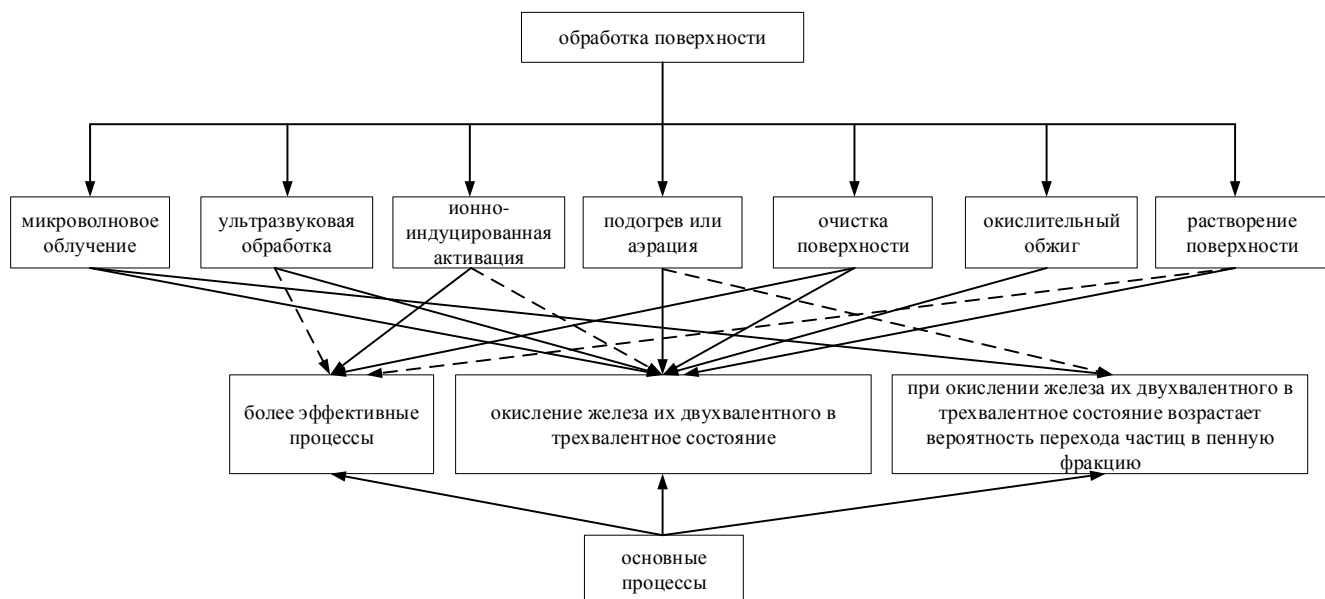 обработка поверхности
микроволновое
облучение
ультразвуковая
обработка
ионно-
индуцированная
активация
подогрев или
аэрация
очистка
поверхности
окислительный
обжиг
растворение
поверхности
более эффективные
процессы
окисление железа их двухвалентного в
трехвалентное состояние
при окислении железа их двухвалентного в
трехвалентное состояние возрастает
вероятность перехода частиц в пенную
фракцию
основные
процессы